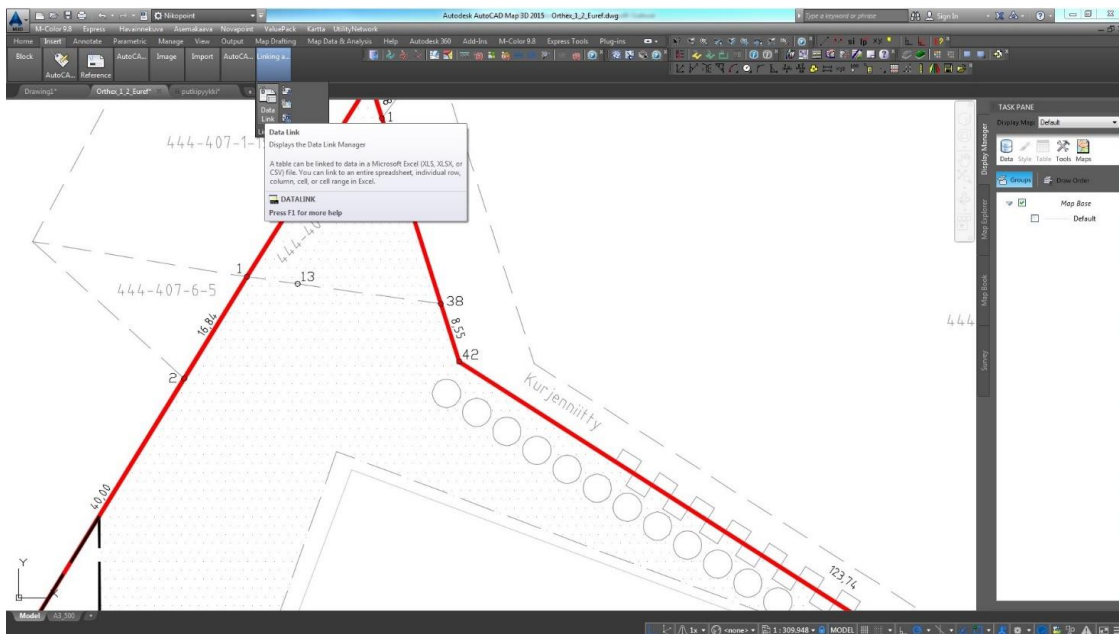 Nikopoint
Autodesk AutoCAD Map 3D 2015 Orthex_1_2_Euref.dwg
Type a keyword or phrase
Sign In
M-Color 9.8 Express Havainnekuva Asemakaava Novapoint ValuePack Kartta UtilityNetwork
Home Insert Annotate Parametric Manage View Output Map Drafting Map Data & Analysis Help Autodesk 360 Add-Ins M-Color 9.8 Express Tools Plug-ins
Block
AutoCA... Reference
AutoCA... Image Import AutoCA... Linking a...
Data
Link
Drawing1* Orthex_1_2_Euref* putkipyykki*
Data Link
Displays the Data Link Manager
A table can be linked to data in a Microsoft Excel (XLS, XLSX, or
CSV) file. You can link to an entire spreadsheet, individual row,
column, cell, or cell range in Excel.
DATALINK
Press F1 for more help
TASK PANE
Display Map: Default
Data Style Table Tools Maps
Groups Draw Order
Map Base
Default
Display Manager
Map Explorer
Map Book
Survey
1
1
13
444-407-6-5
38
16,84
8,55
42
2
Kurjenniitty
444
40,00
123,74
Y
Model A3_500
1x <none> 1:309.948 MODEL